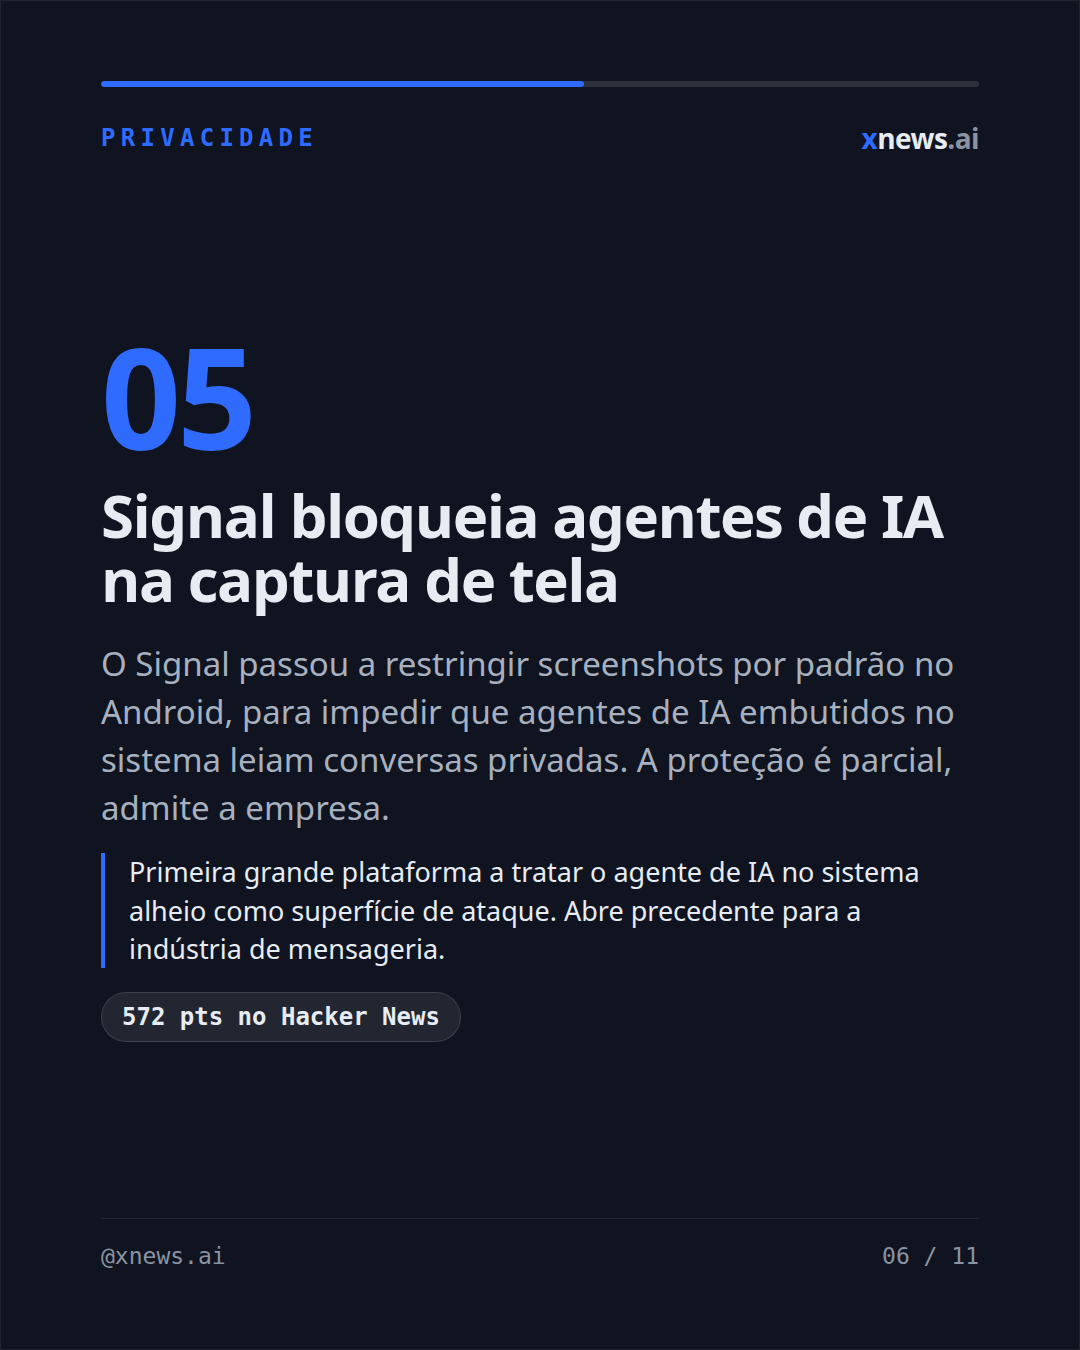 PRIVACIDADE
xnews.ai
05
Signal bloqueia agentes de IA
na captura de tela
O Signal passou a restringir screenshots por padrão no
Android, para impedir que agentes de IA embutidos no
sistema leiam conversas privadas. A proteção é parcial,
admite a empresa.
Primeira grande plataforma a tratar o agente de IA no sistema
alheio como superfície de ataque. Abre precedente para a
indústria de mensageria.
572 pts no Hacker News
@xnews.ai
06 / 11